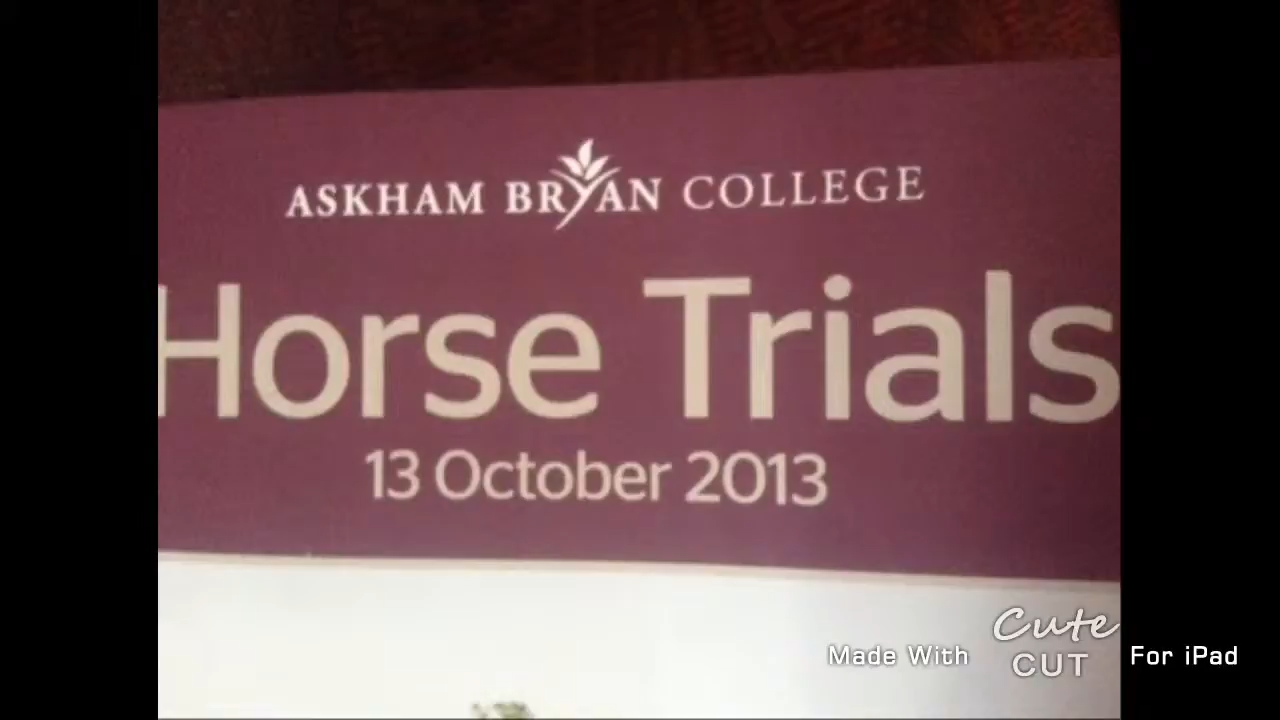 ASKHAM BRYAN COLLEGE
Horse Trials
13 October 2013
Made With Cute CUT For iPad